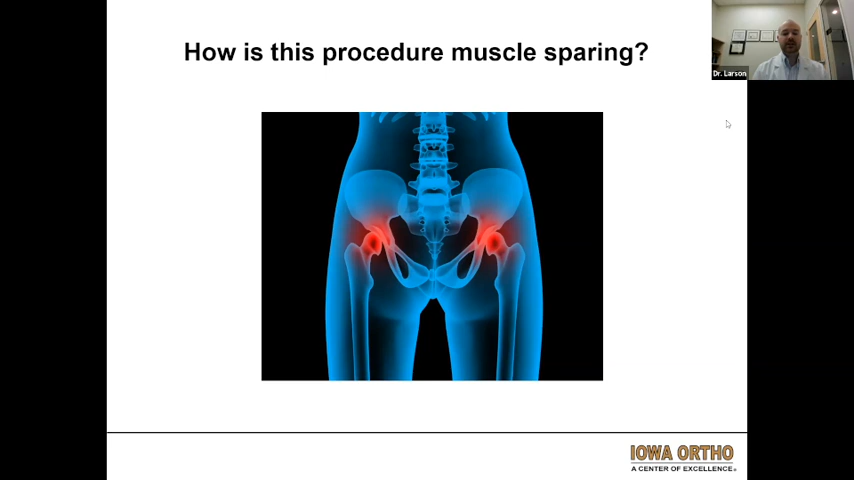 How is this procedure muscle sparing?
Dr. Larson
IOWA ORTHO
A CENTER OF EXCELLENCE®